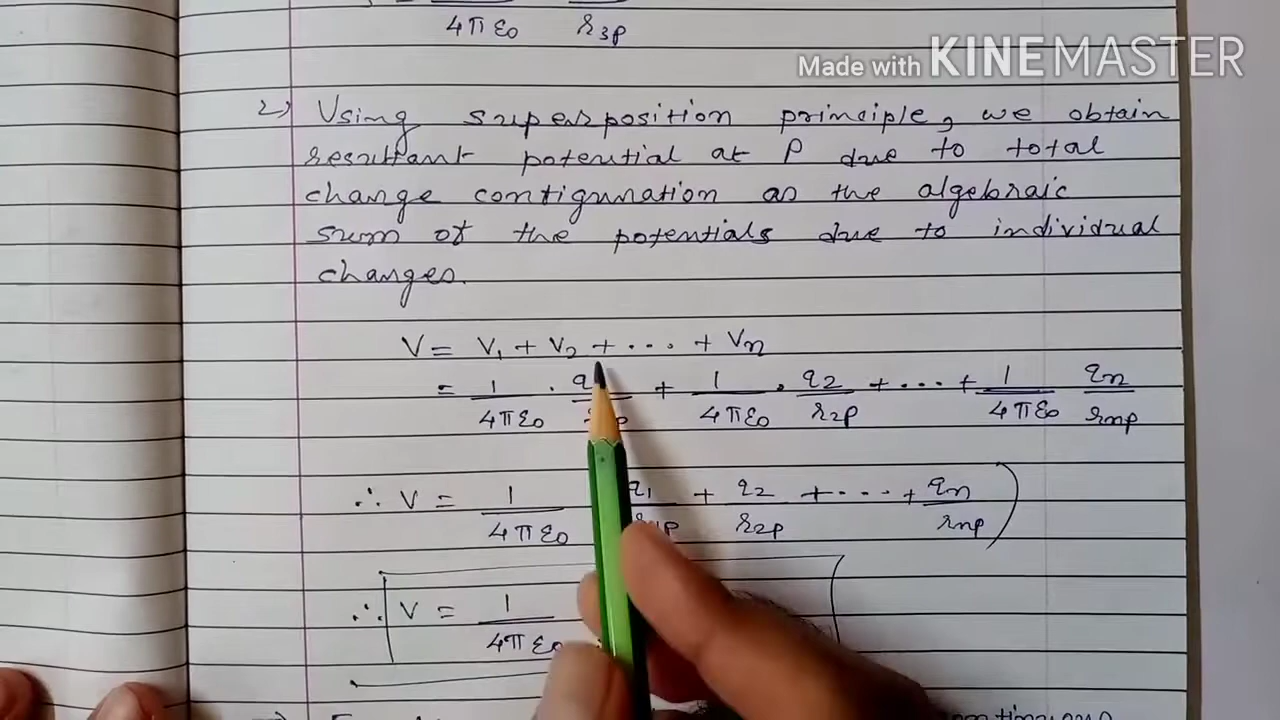 4πε₀ r₃ₚ
Made with KINEMASTER
2) Using superposition principle, we obtain
resultant potential at P due to total
charge configuration as the algebraic
sum of the potentials due to individual
charges.
V = V₁ + V₂ + ... + Vₙ
= 1/4πε₀ · q + 1/4πε₀ · q₂/r₂ₚ + ... + 1/4πε₀ qₙ/rₙₚ
∴ V = 1/4πε₀ q₁/r₁ₚ + q₂/r₂ₚ + ... + qₙ/rₙₚ )
∴ V = 1/4πε₀